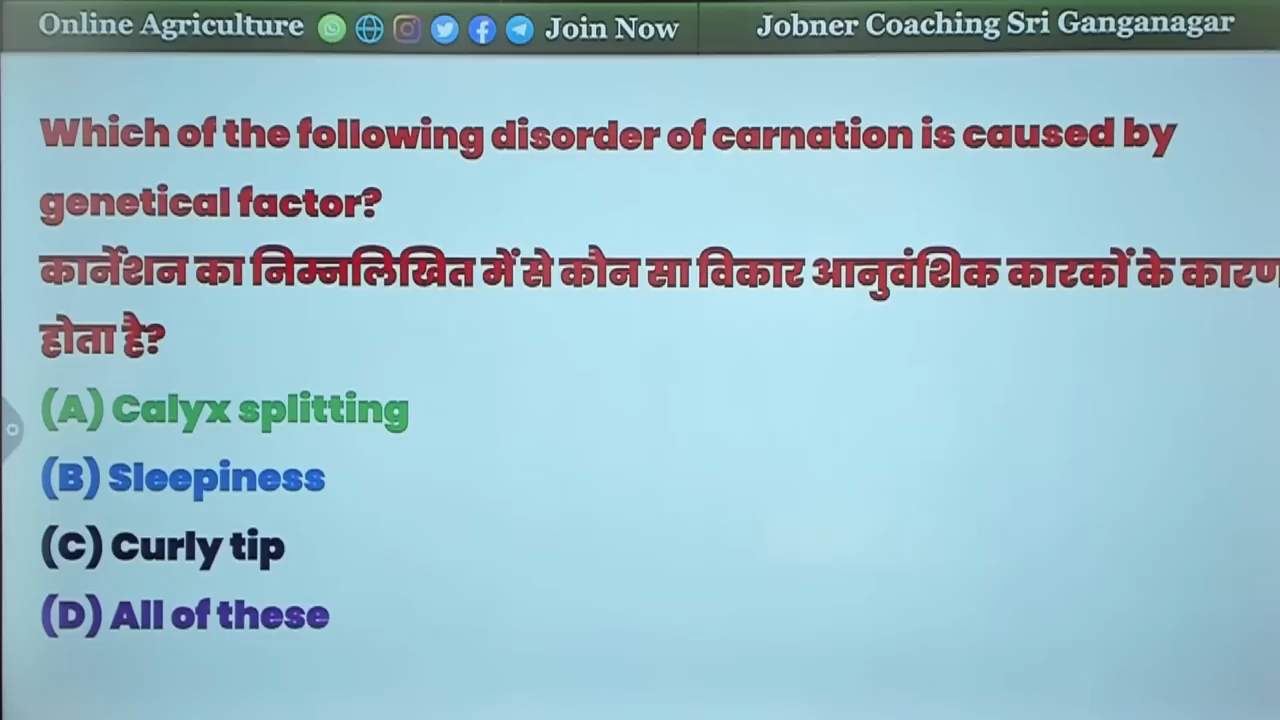 Online Agriculture Join Now Jobner Coaching Sri Ganganagar
Which of the following disorder of carnation is caused by
genetical factor?
कार्नेशन का निम्नलिखित में से कौन सा विकार आनुवंशिक कारकों के कारण
होता है?
(A) Calyx splitting
(B) Sleepiness
(C) Curly tip
(D) All of these